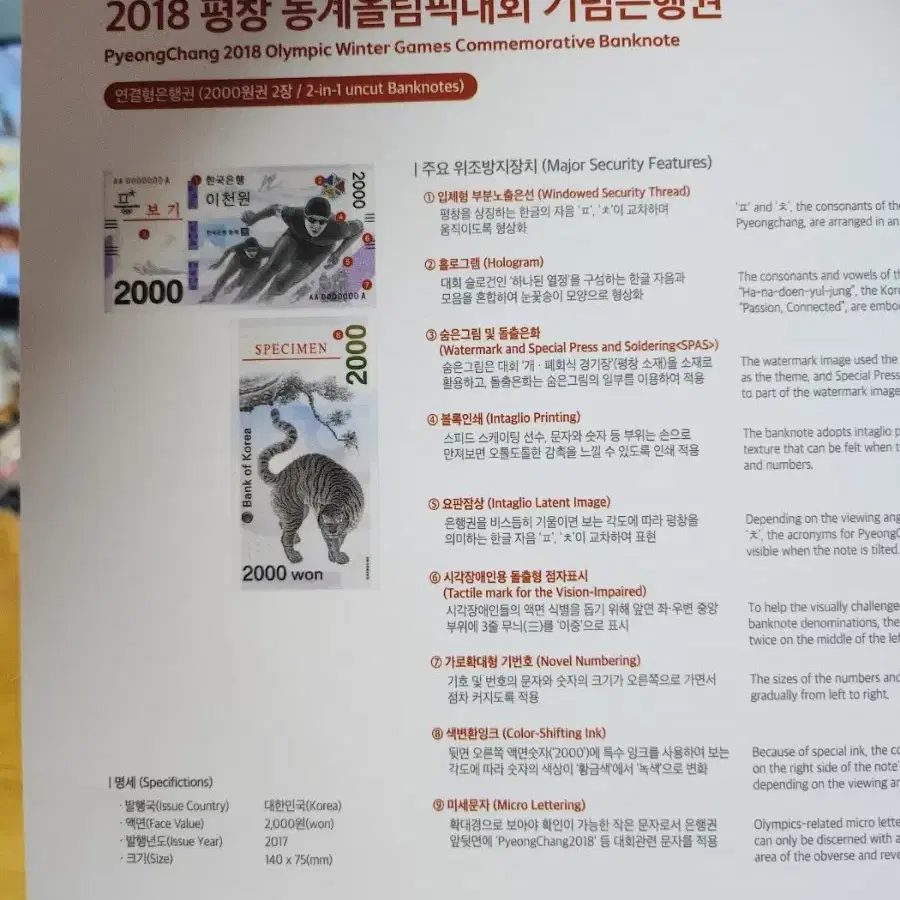 2018 평창 동계올림픽대회 기념은행권
PyeongChang 2018 Olympic Winter Games Commemorative Banknote
연결형은행권 (2000원권 2장 / 2-in-1 uncut Banknotes)
AA 0000000 A
한국은행
이천원
보기
2000
2000
AA 0000000 A
SPECIMEN
2000
Bank of Korea
2000 won
주요 위조방지장치 (Major Security Features)
① 입체형 부분노출은선 (Windowed Security Thread)
평창을 상징하는 한글의 자음 'ㅍ', 'ㅊ'이 교차하며
움직이도록 형상화
'ㅍ' and 'ㅊ', the consonants of the
Pyeongchang, are arranged in an
② 홀로그램 (Hologram)
대회 슬로건인 '하나된 열정'을 구성하는 한글 자음과
모음을 혼합하여 눈꽃송이 모양으로 형상화
The consonants and vowels of th
"Ha-na-doen-yul-jung", the Kore
"Passion, Connected", are embo
③ 숨은그림 및 돌출은화
(Watermark and Special Press and Soldering<SPAS>)
숨은그림은 대회 '개 · 폐회식 경기장'(평창 소재)을 소재로
활용하고, 돌출은화는 숨은그림의 일부를 이용하여 적용
The watermark image used the
as the theme, and Special Press
to part of the watermark image
④ 볼록인쇄 (Intaglio Printing)
스피드 스케이팅 선수, 문자와 숫자 등 부위는 손으로
만져보면 오톨도톨한 감촉을 느낄 수 있도록 인쇄 적용
The banknote adopts intaglio p
texture that can be felt when t
and numbers.
⑤ 요판잠상 (Intaglio Latent Image)
은행권을 비스듬히 기울이면 보는 각도에 따라 평창을
의미하는 한글 자음 'ㅍ', 'ㅊ'이 교차하여 표현
Depending on the viewing ang
'ㅊ', the acronyms for PyeongC
visible when the note is tilted.
⑥ 시각장애인용 돌출형 점자표시
(Tactile mark for the Vision-Impaired)
시각장애인들의 액면 식별을 돕기 위해 앞면 좌·우변 중앙
부위에 3줄 무늬(三)를 '이중'으로 표시
To help the visually challenge
banknote denominations, the
twice on the middle of the lef
⑦ 가로확대형 기번호 (Novel Numbering)
기호 및 번호의 문자와 숫자의 크기가 오른쪽으로 가면서
점차 커지도록 적용
The sizes of the numbers and
gradually from left to right.
⑧ 색변환잉크 (Color-Shifting Ink)
뒷면 오른쪽 액면숫자('2000')에 특수 잉크를 사용하여 보는
각도에 따라 숫자의 색상이 '황금색'에서 '녹색'으로 변화
Because of special ink, the co
on the right side of the note
depending on the viewing an
⑨ 미세문자 (Micro Lettering)
확대경으로 보아야 확인이 가능한 작은 문자로서 은행권
앞뒷면에 'PyeongChang2018' 등 대회관련 문자를 적용
Olympics-related micro lette
can only be discerned with a
area of the obverse and reve
명세 (Specifictions)
· 발행국(Issue Country) 대한민국(Korea)
· 액면(Face Value) 2,000원(won)
· 발행년도(Issue Year) 2017
· 크기(Size) 140 x 75(mm)